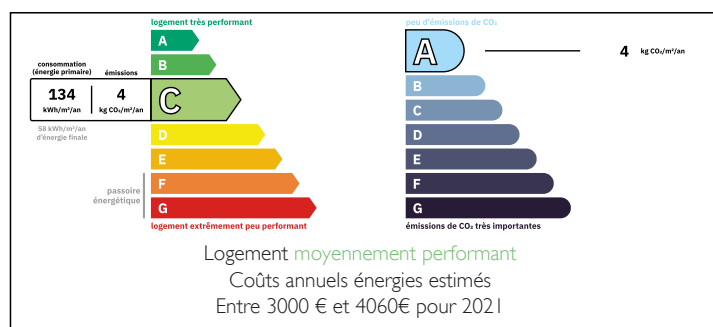 logement très performant
A
B
consommation
(énergie primaire)
émissions
134
kWh/m²/an
4
kg CO₂/m²/an
C
58 kWh/m²/an
d'énergie finale
D
E
passoire
énergétique
F
G
logement extrêmement peu performant
peu d'émissions de CO₂
A
4 kg CO₂/m²/an
B
C
D
E
F
G
émissions de CO₂ très importantes
Logement moyennement performant
Coûts annuels énergies estimés
Entre 3000 € et 4060€ pour 2021